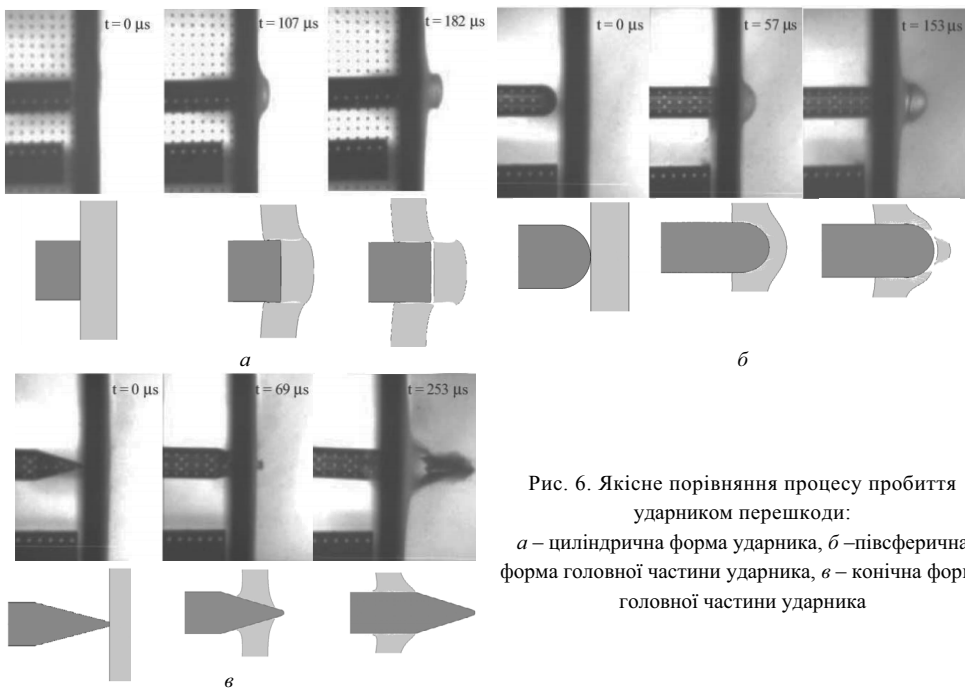 t = 0 μs
t = 107 μs
t = 182 μs
t = 0 μs
t = 57 μs
t = 153 μs
а
б
t = 0 μs
t = 69 μs
t = 253 μs
в
Рис. 6. Якісне порівняння процесу пробиття
ударником перешкоди:
а – циліндрична форма ударника, б –півсферична
форма головної частини ударника, в – конічна фор
головної частини ударника